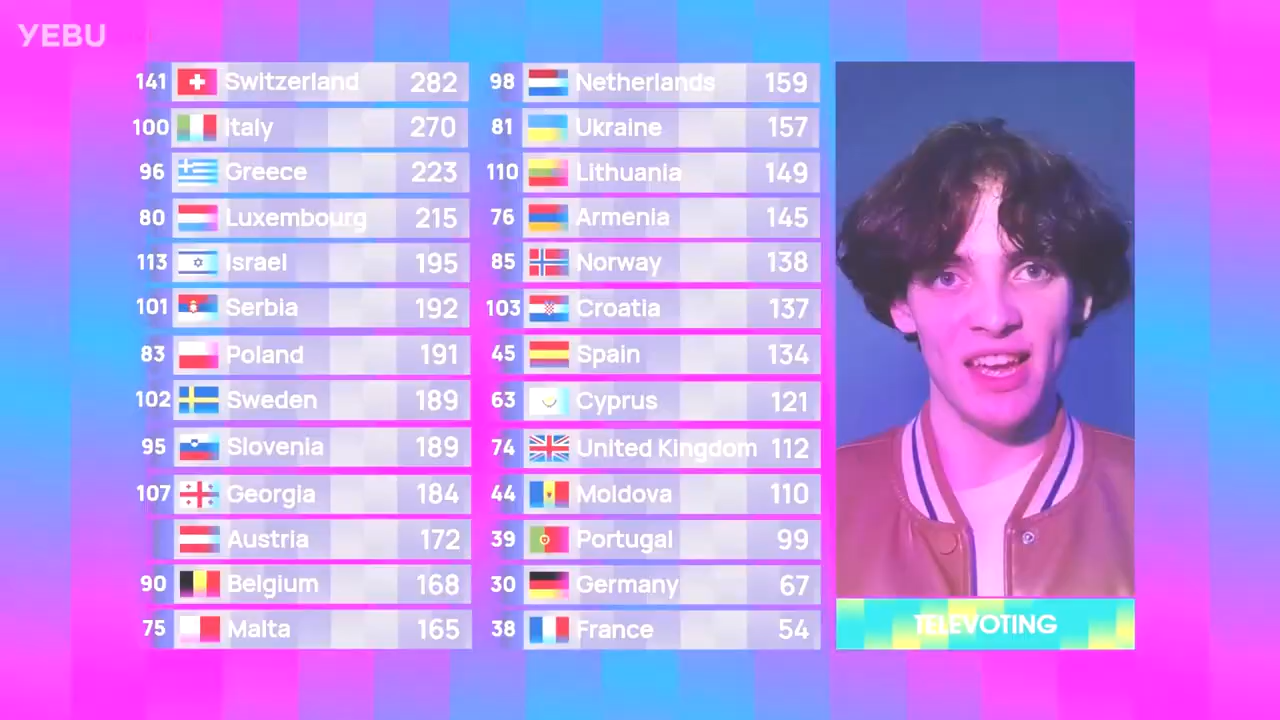 YEBU
141 Switzerland 282
100 Italy 270
96 Greece 223
80 Luxembourg 215
113 Israel 195
101 Serbia 192
83 Poland 191
102 Sweden 189
95 Slovenia 189
107 Georgia 184
Austria 172
90 Belgium 168
75 Malta 165
98 Netherlands 159
81 Ukraine 157
110 Lithuania 149
76 Armenia 145
85 Norway 138
103 Croatia 137
45 Spain 134
63 Cyprus 121
74 United Kingdom 112
44 Moldova 110
39 Portugal 99
30 Germany 67
38 France 54
TELEVOTING